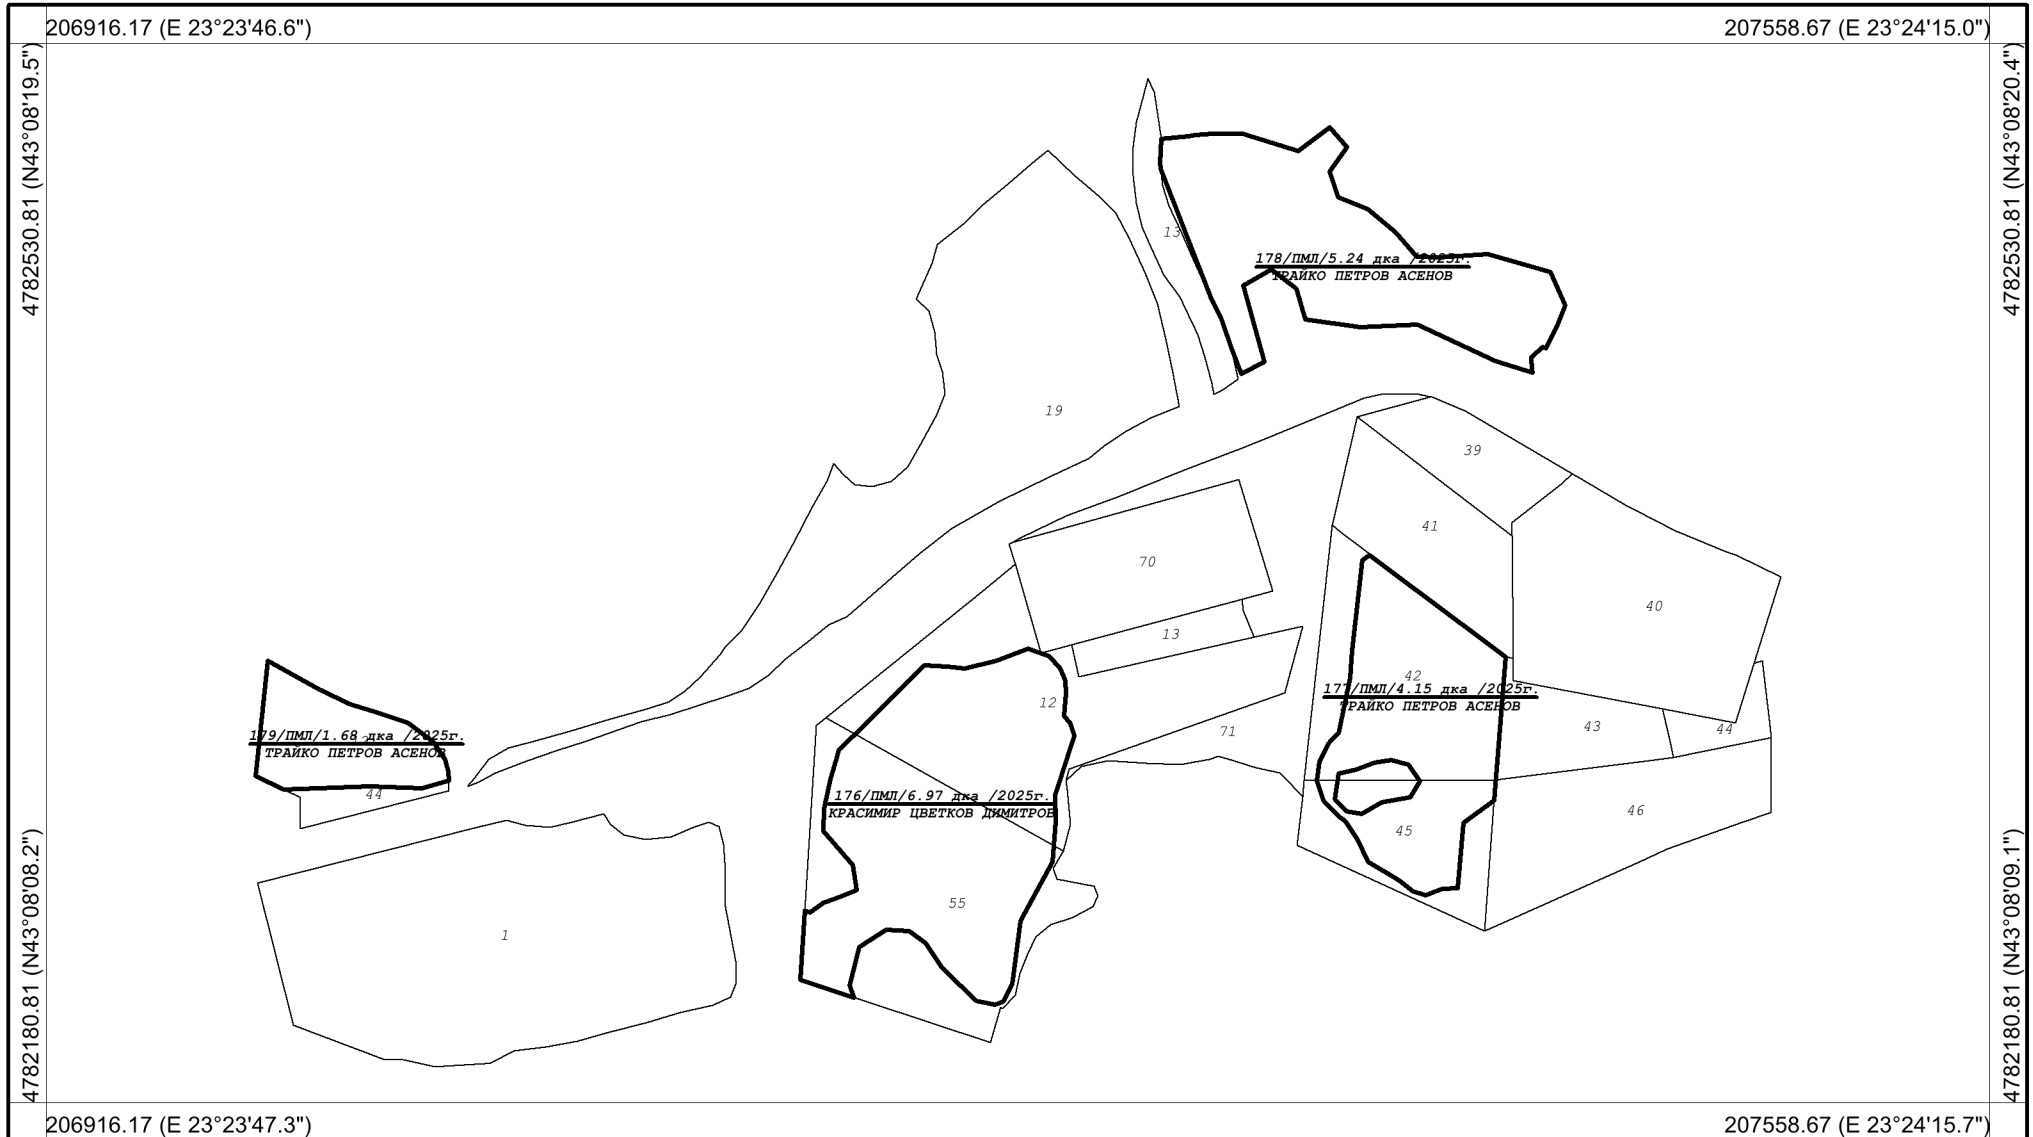 206916.17 (E 23°23'46.6")
207558.67 (E 23°24'15.0")
4782530.81 (N43°08'19.5")
4782530.81 (N43°08'20.4")
13
178/ПМЛ/5.24 дка /2025г.
ТРАЙКО ПЕТРОВ АСЕНОВ
19
39
41
70
40
13
42
177/ПМЛ/4.15 дка /2025г.
ТРАЙКО ПЕТРОВ АСЕНОВ
12
71
43
44
179/ПМЛ/1.68 дка /2025г.
ТРАЙКО ПЕТРОВ АСЕНОВ
44
176/ПМЛ/6.97 дка /2025г.
КРАСИМИР ЦВЕТКОВ ДИМИТРОВ
46
45
55
1
4782180.81 (N43°08'08.2")
4782180.81 (N43°08'09.1")
206916.17 (E 23°23'47.3")
207558.67 (E 23°24'15.7")